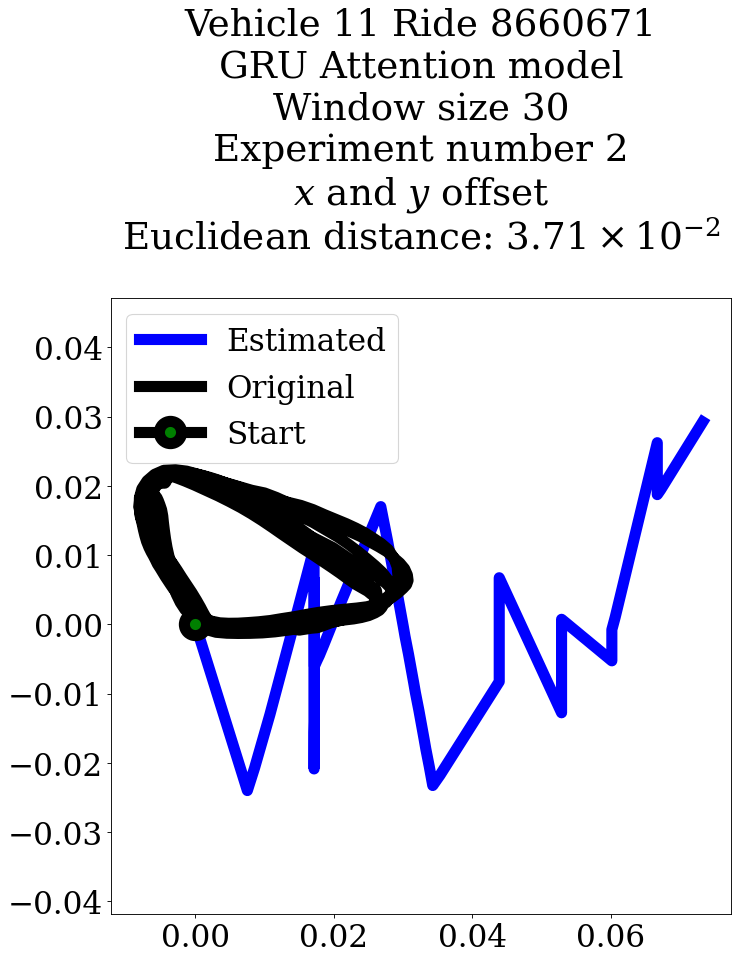 Vehicle 11 Ride 8660671
GRU Attention model
Window size 30
Experiment number 2
x and y offset
Euclidean distance: 3.71 × 10⁻²
Estimated
Original
Start
0.04
0.03
0.02
0.01
0.00
−0.01
−0.02
−0.03
−0.04
0.00 0.02 0.04 0.06